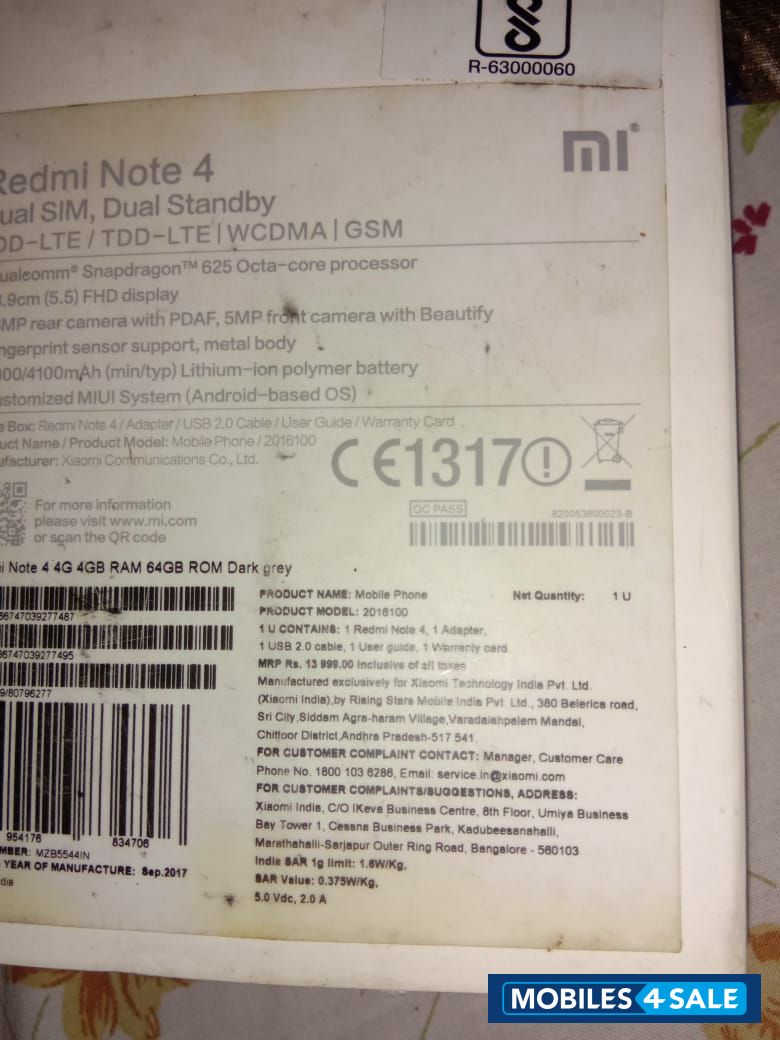 R-63000060
mi®
Redmi Note 4
ual SIM, Dual Standby
DD-LTE / TDD-LTE | WCDMA | GSM
ualcomm® Snapdragon™ 625 Octa-core processor
.9cm (5.5) FHD display
MP rear camera with PDAF, 5MP front camera with Beautify
ngerprint sensor support, metal body
00/4100mAh (min/typ) Lithium-ion polymer battery
ustomized MIUI System (Android-based OS)
e Box: Redmi Note 4 / Adapter / USB 2.0 Cable / User Guide / Warranty Card
uct Name / Product Model: Mobile Phone / 2016100
ufacturer: Xiaomi Communications Co., Ltd.
CE1317
For more information
please visit www.mi.com
or scan the QR code
QC PASS
820053600023-B
i Note 4 4G 4GB RAM 64GB ROM Dark grey
66747039277487
66747039277495
9/80796277
954176 834706
MBER: MZB5544IN
YEAR OF MANUFACTURE: Sep.2017
dia
PRODUCT NAME: Mobile Phone Net Quantity: 1 U
PRODUCT MODEL: 2016100
1 U CONTAINS: 1 Redmi Note 4, 1 Adapter,
1 USB 2.0 cable, 1 User guide, 1 Warranty card
MRP Rs. 13 999.00 Inclusive of all taxes
Manufactured exclusively for Xiaomi Technology India Pvt. Ltd.
(Xiaomi India),by Rising Stars Mobile India Pvt. Ltd., 380 Belerica road,
Sri City,Siddam Agra-haram Village,Varadaiahpalem Mandal,
Chittoor District,Andhra Pradesh-517 541
FOR CUSTOMER COMPLAINT CONTACT: Manager, Customer Care
Phone No. 1800 103 6286, Email: service.in@xiaomi.com
FOR CUSTOMER COMPLAINTS/SUGGESTIONS, ADDRESS:
Xiaomi India, C/O IKeva Business Centre, 8th Floor, Umiya Business
Bay Tower 1, Cessna Business Park, Kadubeesanahalli,
Marathahalli-Sarjapur Outer Ring Road, Bangalore - 560103
India SAR 1g limit: 1.6W/Kg,
SAR Value: 0.375W/Kg,
5.0 Vdc, 2.0 A
MOBILES 4 SALE